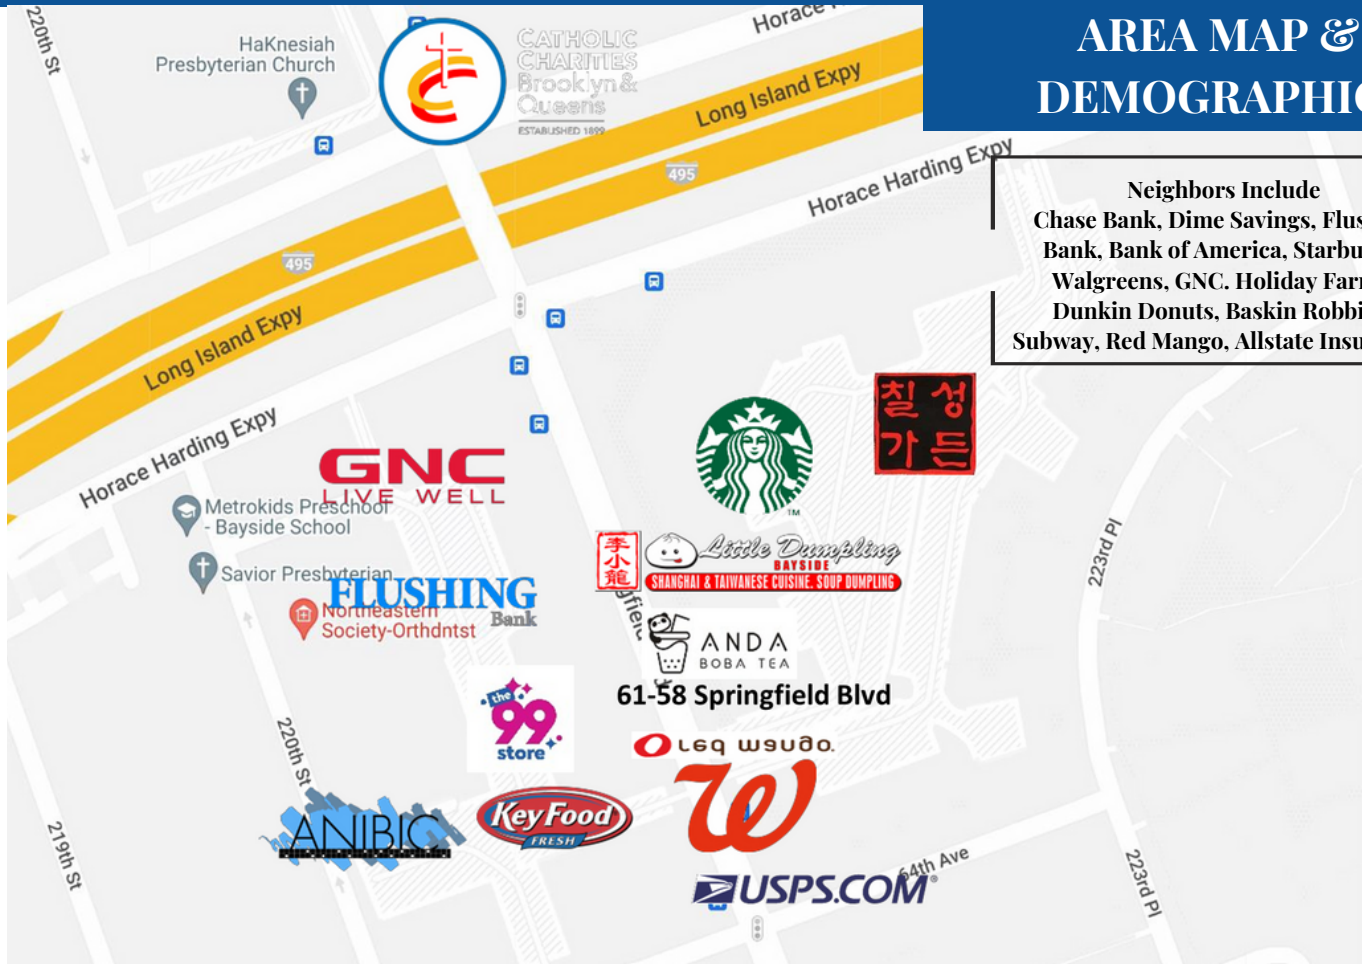 AREA MAP &
DEMOGRAPHIC
Neighbors Include
Chase Bank, Dime Savings, Flus
Bank, Bank of America, Starbu
Walgreens, GNC. Holiday Far
Dunkin Donuts, Baskin Robbi
Subway, Red Mango, Allstate Insu
220th St
HaKnesiah
Presbyterian Church
CATHOLIC
CHARITIES
Brooklyn &
Queens
ESTABLISHED 1899
Horace H
Long Island Expy
495
Horace Harding Expy
495
Long Island Expy
Horace Harding Expy
GNC
LIVE WELL
Metrokids Preschool
- Bayside School
Savior Presbyterian
FLUSHING
Bank
Northeastern
Society-Orthdntst
칠성
가든
TM
李小龍
Little Dumpling
BAYSIDE
SHANGHAI & TAIWANESE CUISINE. SOUP DUMPLING
gfield
223rd Pl
ANDA
BOBA TEA
61-58 Springfield Blvd
the
99
store
red mango.
220th St
ANIBIC
Key Food
FRESH
W
219th St
64th Ave
USPS.COM®
223rd Pl